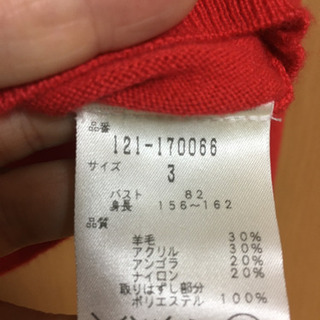 品番
121-170066
サイズ
3
バスト 82
身長 156~162
品質
羊毛 30%
アクリル 30%
アンゴラ 20%
ナイロン 20%
取りはずし部分
ポリエステル 100%